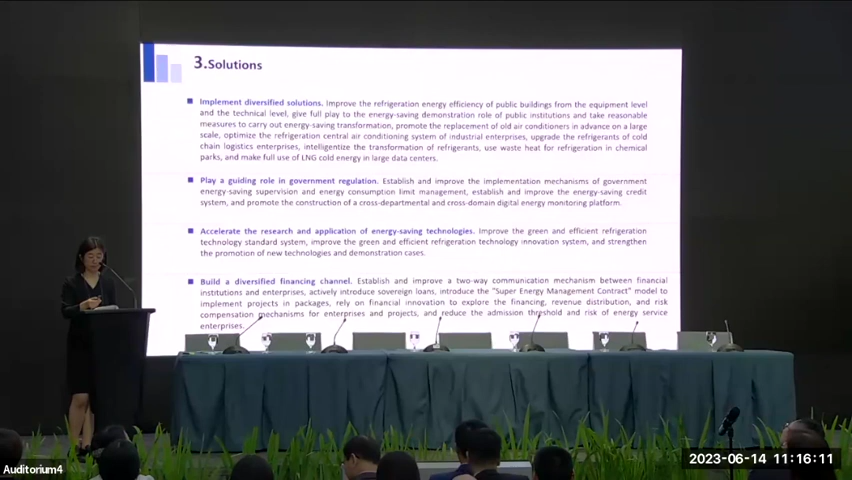 3.Solutions
Implement diversified solutions. Improve the refrigeration energy efficiency of public buildings from the equipment level
and the technical level, give full play to the energy-saving demonstration role of public institutions and take reasonable
measures to carry out energy-saving transformation, promote the replacement of old air conditioners in advance on a large
scale, optimize the refrigeration central air conditioning system of industrial enterprises, upgrade the refrigerants of cold
chain logistics enterprises, intelligentize the transformation of refrigerants, use waste heat for refrigeration in chemical
parks, and make full use of LNG cold energy in large data centers.
Play a guiding role in government regulation. Establish and improve the implementation mechanisms of government
energy-saving supervision and energy consumption limit management, establish and improve the energy-saving credit
system, and promote the construction of a cross-departmental and cross-domain digital energy monitoring platform.
Accelerate the research and application of energy-saving technologies. Improve the green and efficient refrigeration
technology standard system, improve the green and efficient refrigeration technology innovation system, and strengthen
the promotion of new technologies and demonstration cases.
Build a diversified financing channel. Establish and improve a two-way communication mechanism between financial
institutions and enterprises, actively introduce sovereign loans, introduce the "Super Energy Management Contract" model to
implement projects in packages, rely on financial innovation to explore the financing, revenue distribution, and risk
compensation mechanisms for enterprises and projects, and reduce the admission threshold and risk of energy service
enterprises.
Auditorium4
2023-06-14 11:16:11